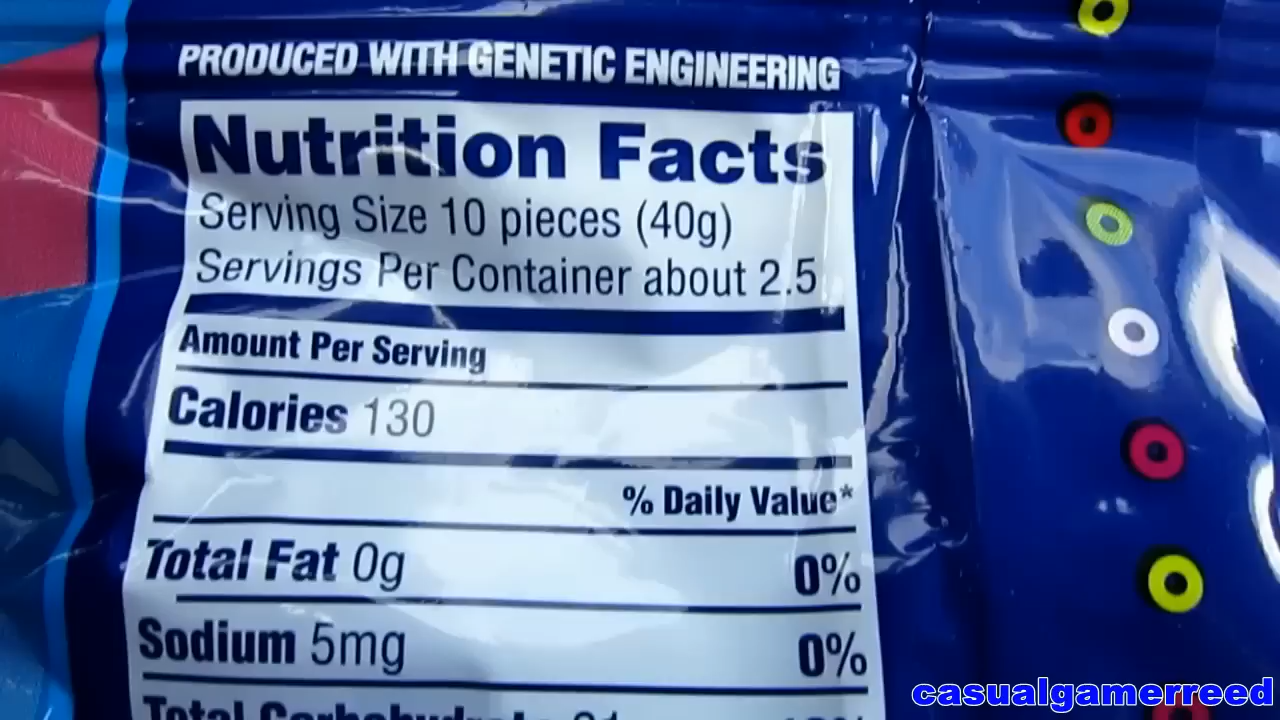 PRODUCED WITH GENETIC ENGINEERING
Nutrition Facts
Serving Size 10 pieces (40g)
Servings Per Container about 2.5
Amount Per Serving
Calories 130
% Daily Value*
Total Fat 0g 0%
Sodium 5mg 0%
Total
casualgamerreed